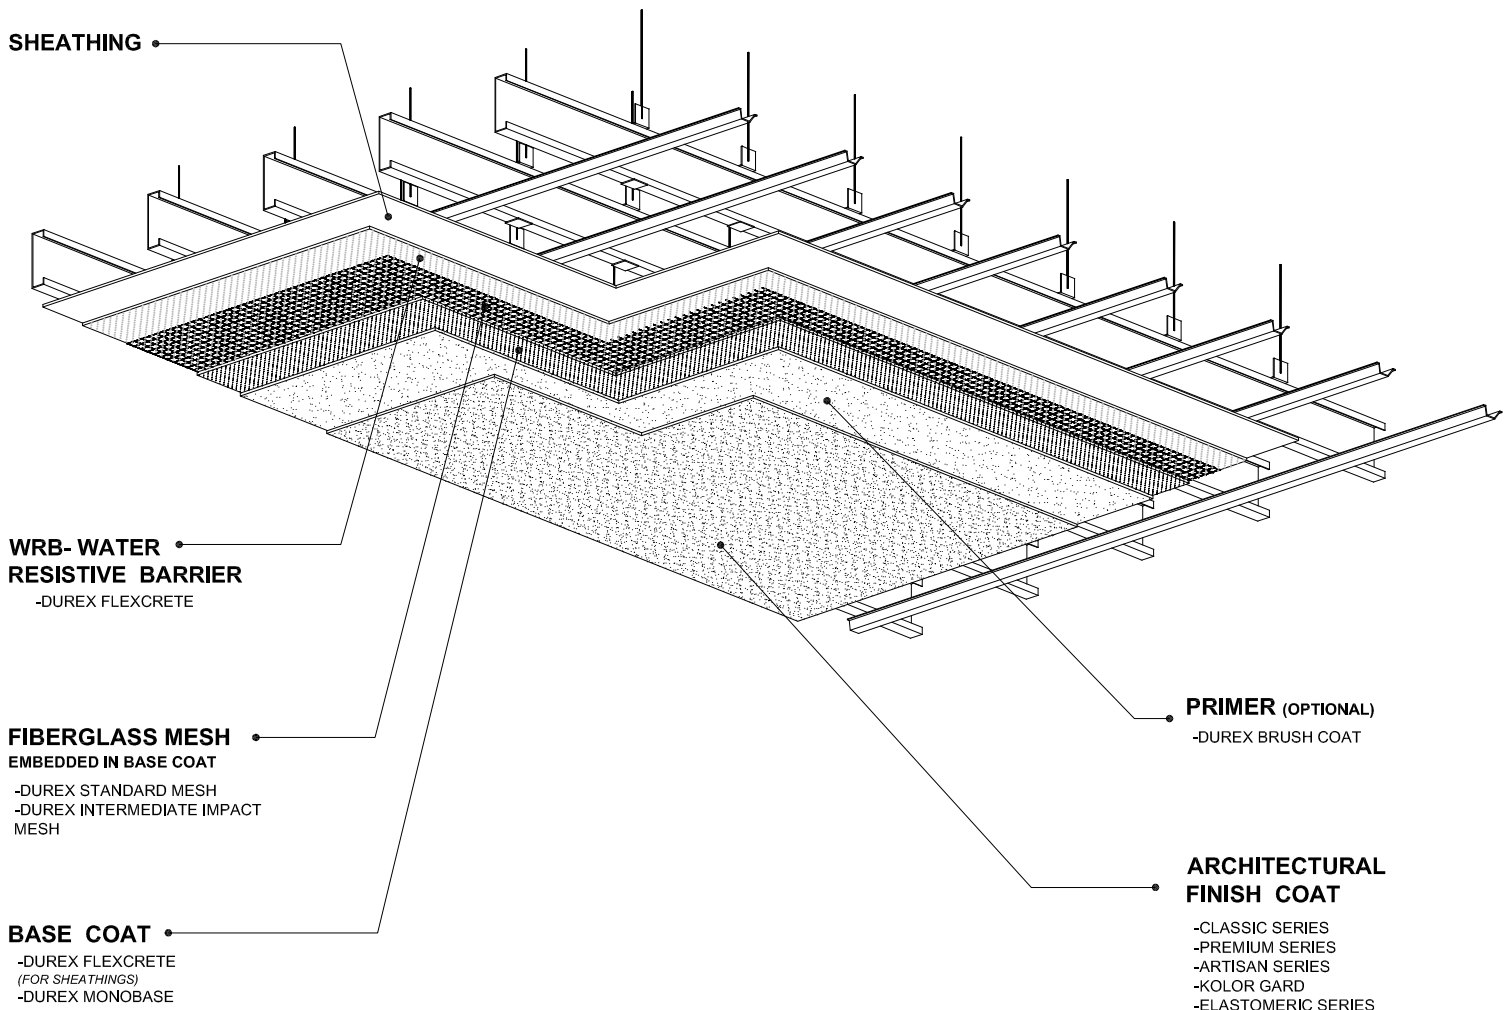 SHEATHING
WRB- WATER
RESISTIVE BARRIER
-DUREX FLEXCRETE
FIBERGLASS MESH
EMBEDDED IN BASE COAT
-DUREX STANDARD MESH
-DUREX INTERMEDIATE IMPACT
MESH
BASE COAT
-DUREX FLEXCRETE
(FOR SHEATHINGS)
-DUREX MONOBASE
PRIMER (OPTIONAL)
-DUREX BRUSH COAT
ARCHITECTURAL
FINISH COAT
-CLASSIC SERIES
-PREMIUM SERIES
-ARTISAN SERIES
-KOLOR GARD
-ELASTOMERIC SERIES